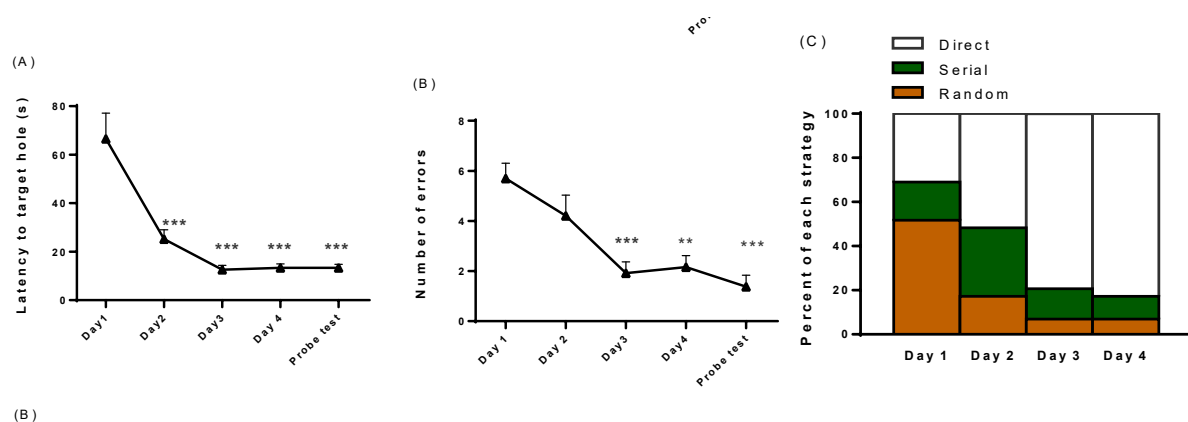 Pro.
(A)
Latency to target hole (s)
80
60
40
20
0
***
***
***
***
Day1
Day2
Day3
Day 4
Probe test
(B)
Number of errors
8
6
4
2
0
***
**
***
Day 1
Day 2
Day3
Day4
Probe test
(C)
Direct
Serial
Random
Percent of each strategy
100
80
60
40
20
0
Day 1
Day 2
Day 3
Day 4
(B)